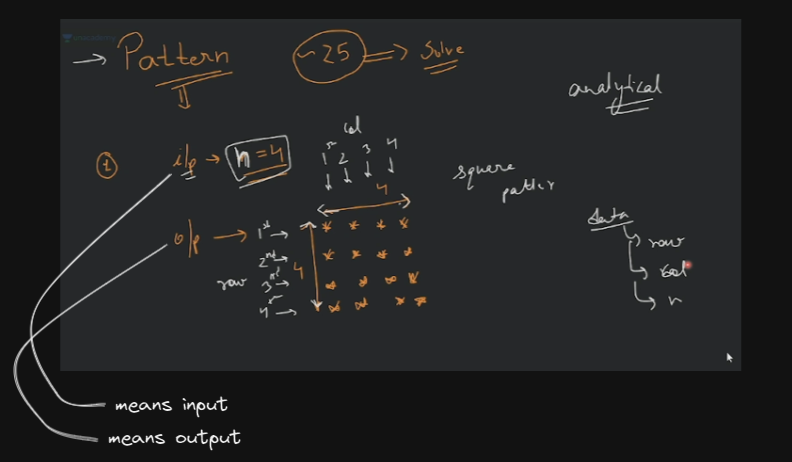 → Pattern ~25 => Solve
analytical
① i/p → n = 4
col
1st 2 3 4
square
4
o/p → 1st →
2nd →
row 4 3rd →
4th →
data
row
col
n
means input
means output